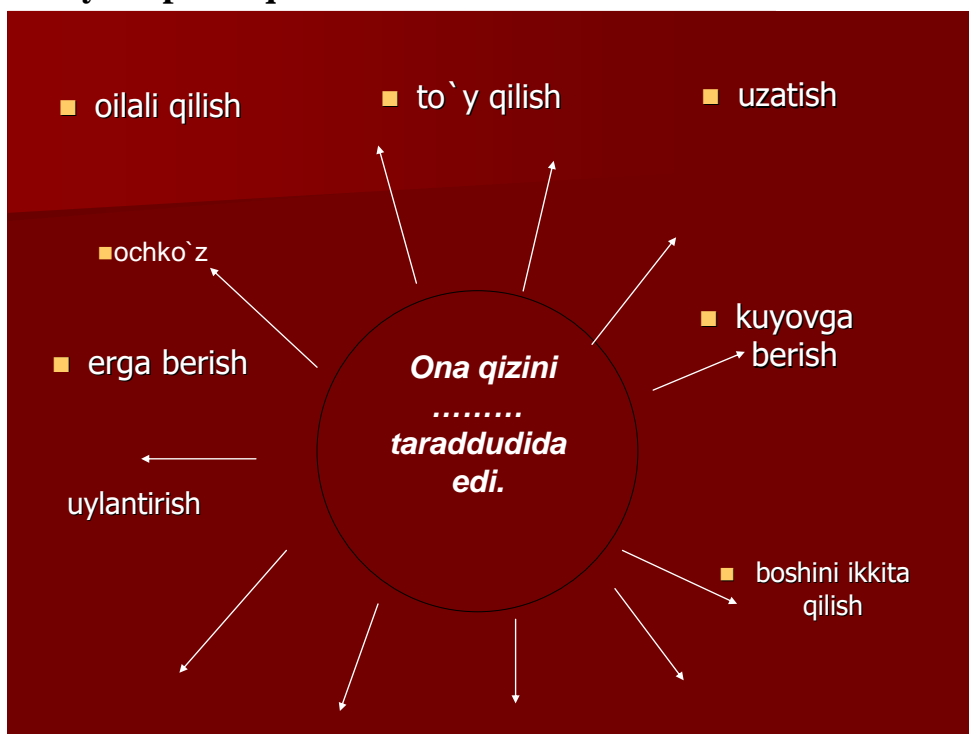 ■ oilali qilish
■ to`y qilish
■ uzatish
■ochko`z
■ erga berish
■ kuyovga
berish
Ona qizini
………
taraddudida
edi.
uylantirish
■ boshini ikkita
qilish